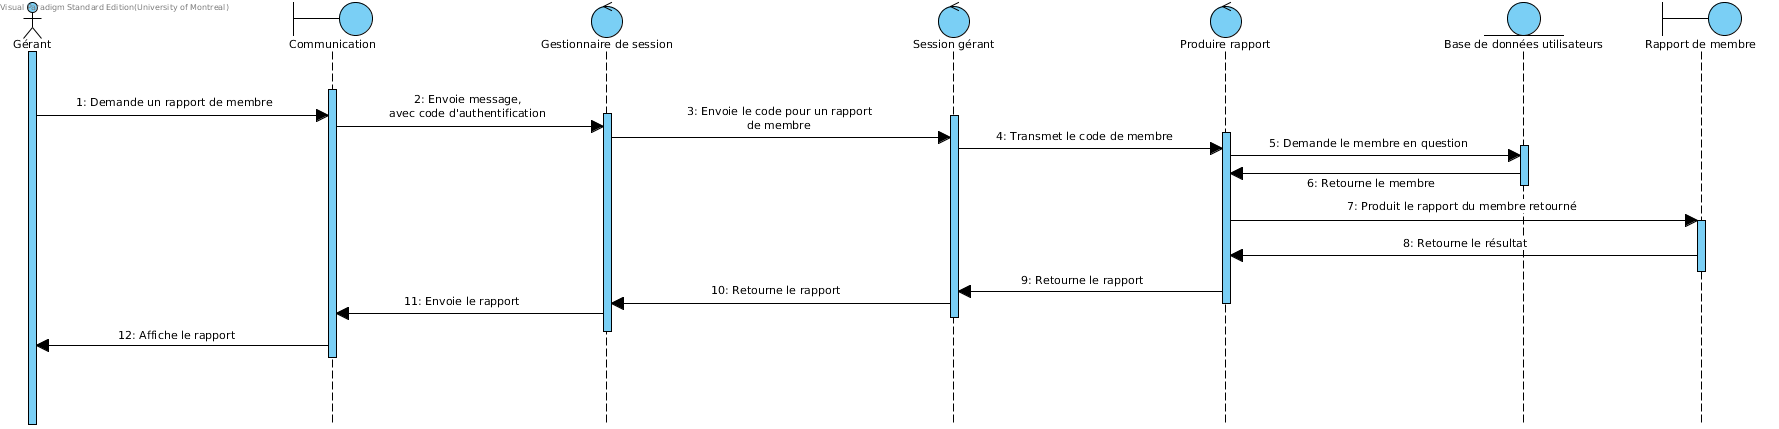 Visual Paradigm Standard Edition(University of Montreal)
Gérant
Communication
Gestionnaire de session
Session gérant
Produire rapport
Base de données utilisateurs
Rapport de membre
1: Demande un rapport de membre
2: Envoie message,
avec code d'authentification
3: Envoie le code pour un rapport
de membre
4: Transmet le code de membre
5: Demande le membre en question
6: Retourne le membre
7: Produit le rapport du membre retourné
8: Retourne le résultat
9: Retourne le rapport
10: Retourne le rapport
11: Envoie le rapport
12: Affiche le rapport